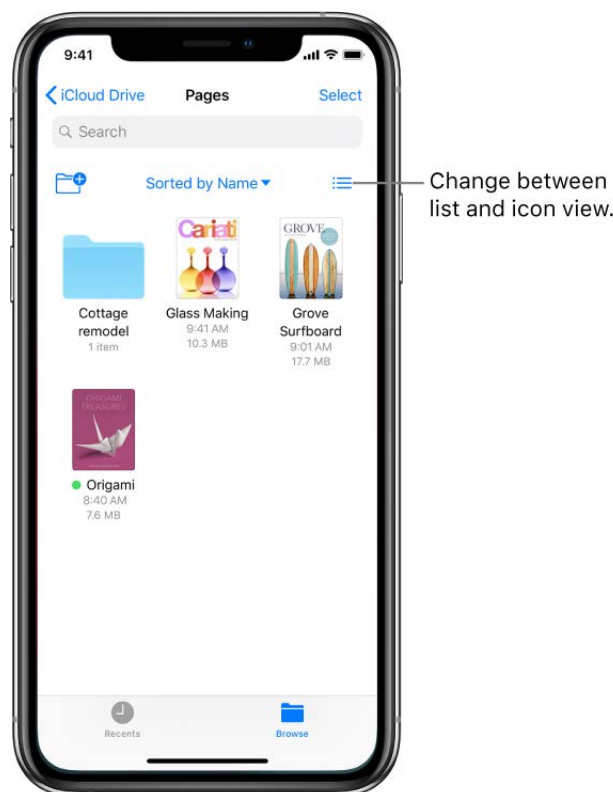 9:41
iCloud Drive Pages Select
Search
Sorted by Name
Change between
list and icon view.
Cariati
GROVE
Cottage
remodel
1 item
Glass Making
9:41 AM
10.3 MB
Grove
Surfboard
9:01 AM
17.7 MB
ORIGAMI
TREASURES
Origami
8:40 AM
7.6 MB
Recents
Browse